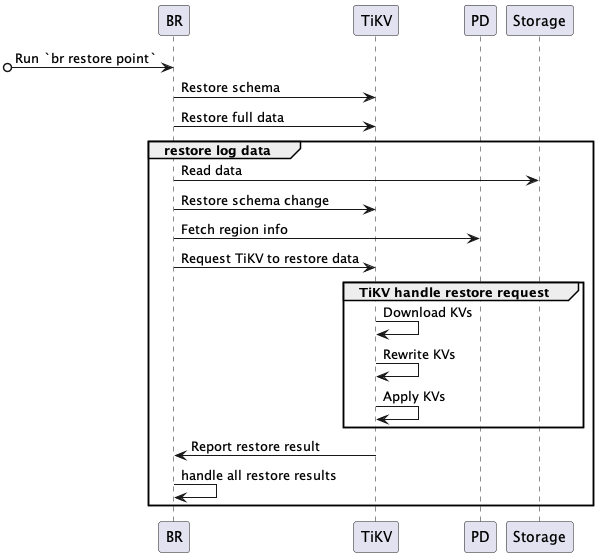 BR TiKV PD Storage
Run `br restore point`
Restore schema
Restore full data
restore log data
Read data
Restore schema change
Fetch region info
Request TiKV to restore data
TiKV handle restore request
Download KVs
Rewrite KVs
Apply KVs
Report restore result
handle all restore results
BR TiKV PD Storage